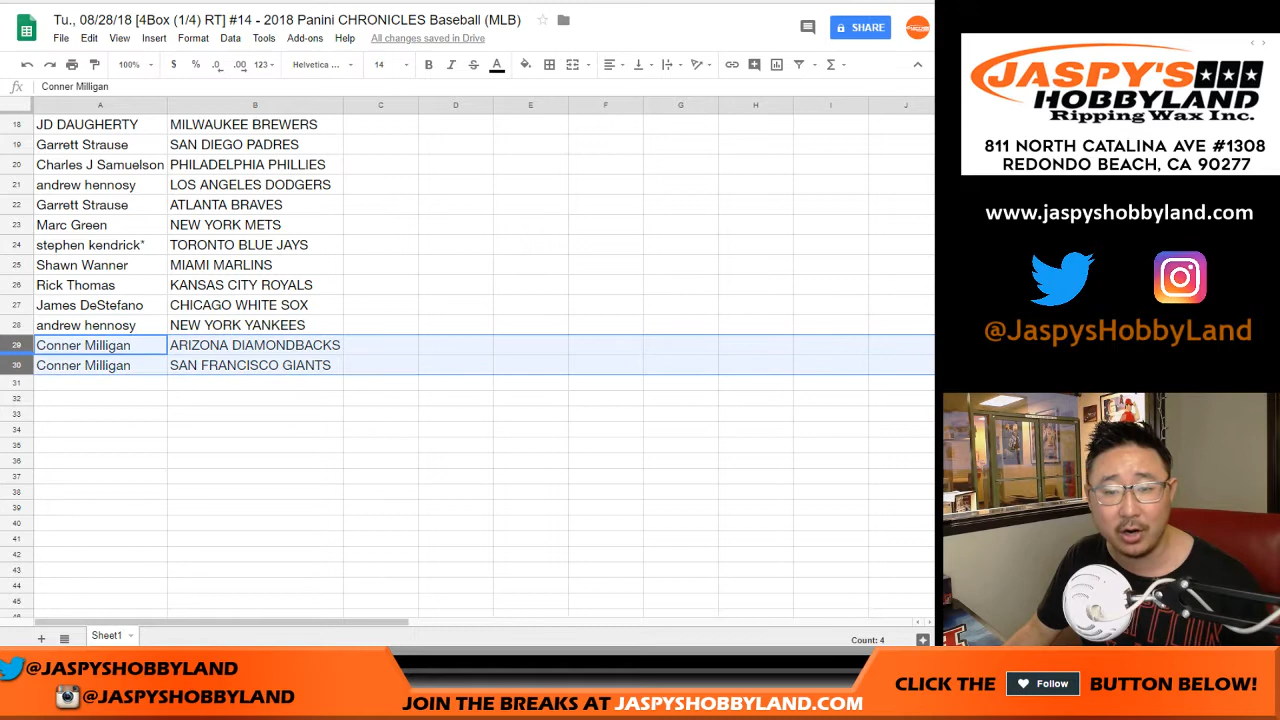 Tu., 08/28/18 [4Box (1/4) RT] #14 - 2018 Panini CHRONICLES Baseball (MLB)
File Edit View Insert Format Data Tools Add-ons Help All changes saved in Drive
SHARE
100% $ % .0 .00 123 Helvetica ... 14 B I S A Σ
fx Conner Milligan
A B C D E F G H I J
18 JD DAUGHERTY MILWAUKEE BREWERS
19 Garrett Strause SAN DIEGO PADRES
20 Charles J Samuelson PHILADELPHIA PHILLIES
21 andrew hennosy LOS ANGELES DODGERS
22 Garrett Strause ATLANTA BRAVES
23 Marc Green NEW YORK METS
24 stephen kendrick* TORONTO BLUE JAYS
25 Shawn Wanner MIAMI MARLINS
26 Rick Thomas KANSAS CITY ROYALS
27 James DeStefano CHICAGO WHITE SOX
28 andrew hennosy NEW YORK YANKEES
29 Conner Milligan ARIZONA DIAMONDBACKS
30 Conner Milligan SAN FRANCISCO GIANTS
31
32
33
34
35
36
37
38
39
40
41
42
43
44
45
Sheet1
Count: 4
JASPY'S
HOBBYLAND
Ripping Wax Inc.
811 NORTH CATALINA AVE #1308
REDONDO BEACH, CA 90277
www.jaspyshobbyland.com
@JaspysHobbyLand
@JASPYSHOBBYLAND
@JASPYSHOBBYLAND
JOIN THE BREAKS AT JASPYSHOBBYLAND.COM
CLICK THE Follow BUTTON BELOW!